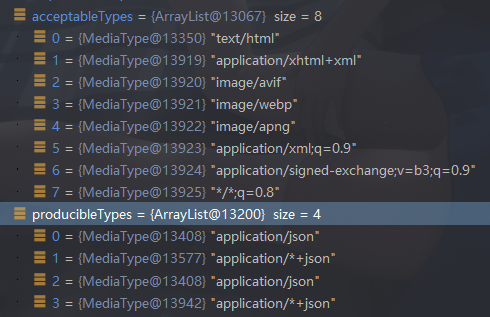 acceptableTypes = {ArrayList@13067} size = 8
0 = {MediaType@13350} "text/html"
1 = {MediaType@13919} "application/xhtml+xml"
2 = {MediaType@13920} "image/avif"
3 = {MediaType@13921} "image/webp"
4 = {MediaType@13922} "image/apng"
5 = {MediaType@13923} "application/xml;q=0.9"
6 = {MediaType@13924} "application/signed-exchange;v=b3;q=0.9"
7 = {MediaType@13925} "*/*;q=0.8"
producibleTypes = {ArrayList@13200} size = 4
0 = {MediaType@13408} "application/json"
1 = {MediaType@13577} "application/*+json"
2 = {MediaType@13408} "application/json"
3 = {MediaType@13942} "application/*+json"